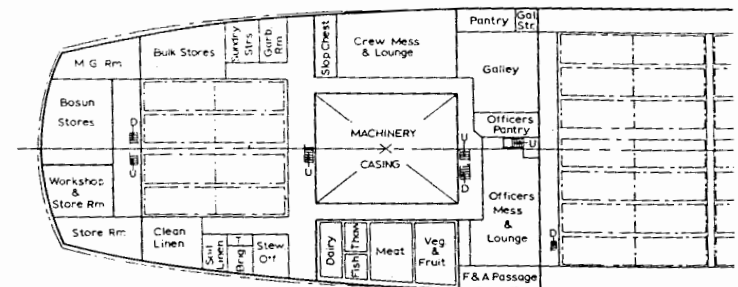 Pantry
Gal.
Str.
Bulk Stores
Sundry
Strs
Garb.
Rm
Slop Chest
Crew Mess
& Lounge
M G Rm
Galley
Bosun
Stores
D
U
MACHINERY
CASING
U
U
D
Officers
Pantry
U
Workshop
&
Store Rm
Officers
Mess
&
Lounge
D
Store Rm
Clean
Linen
Soil
Linen
T
Bng
Stew
Off
Dairy
Thaw
Fish
Meat
Veg
&
Fruit
F & A Passage